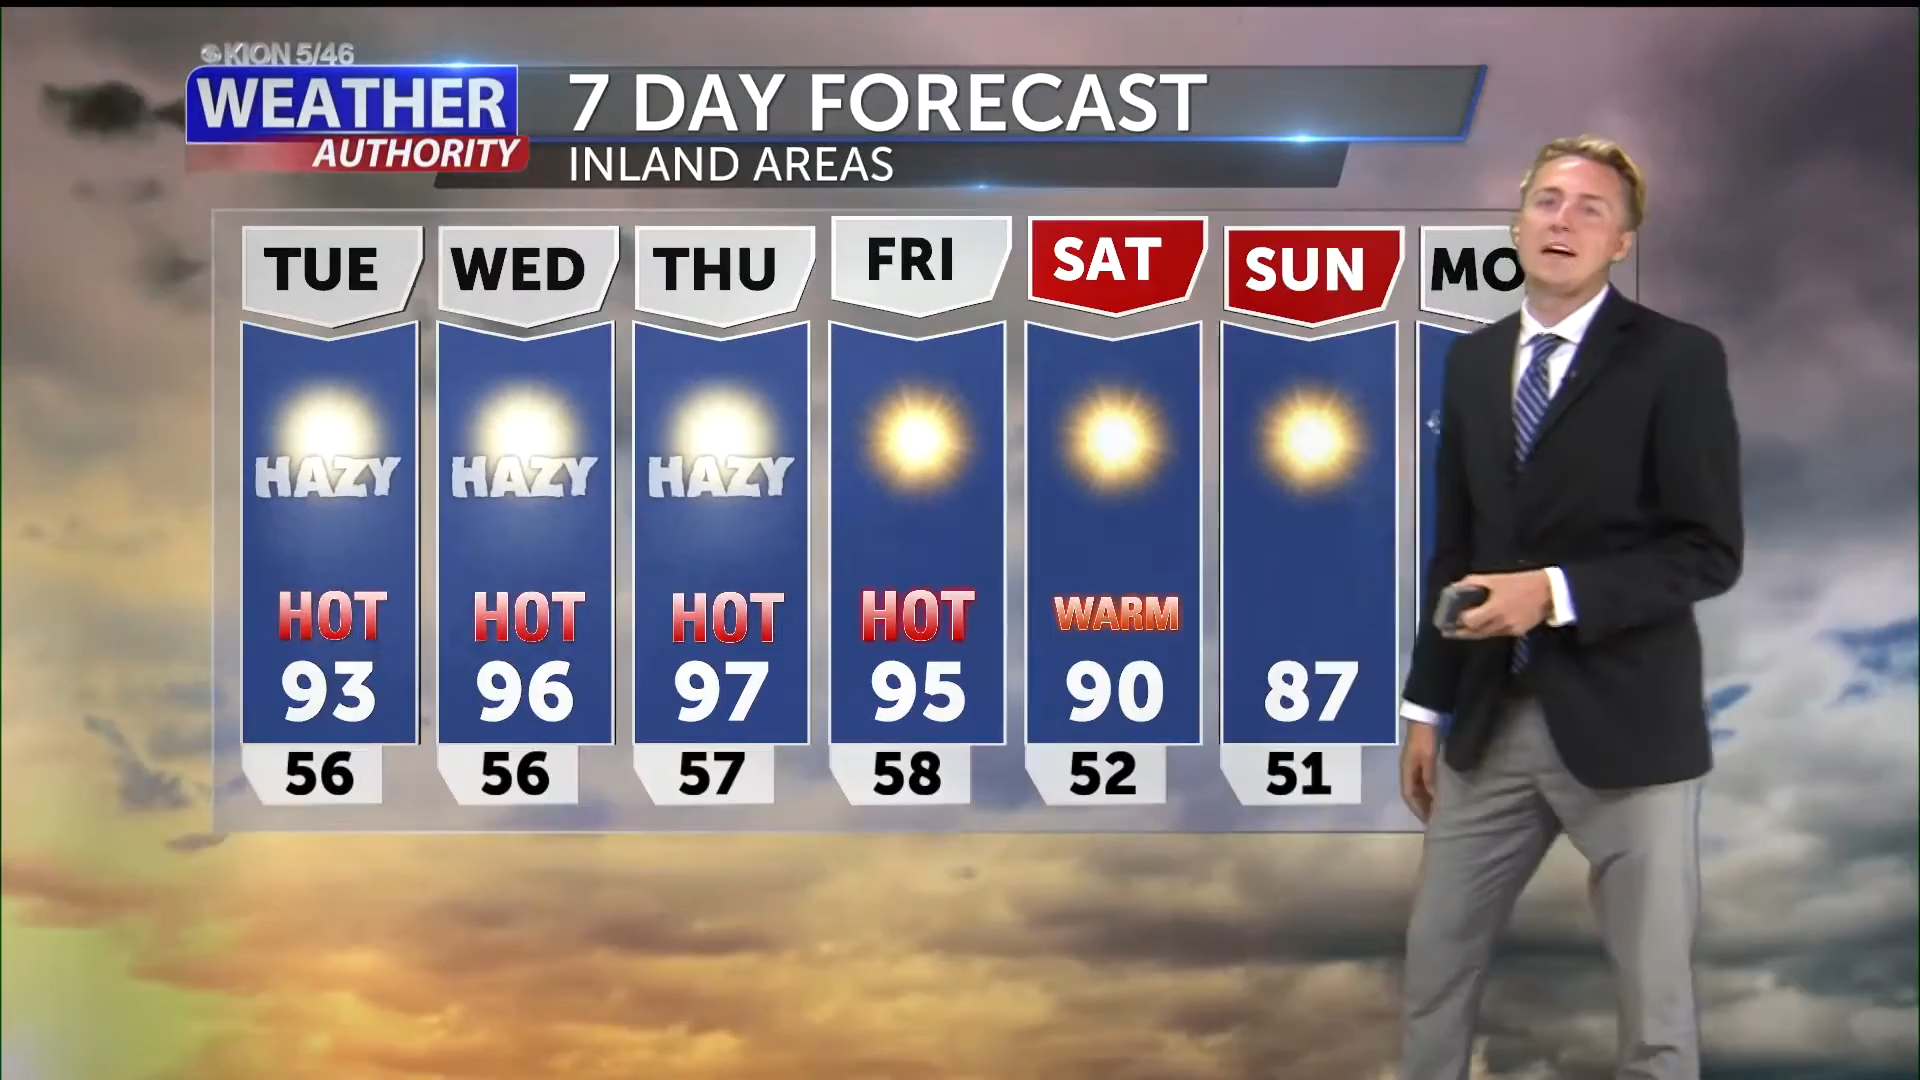 KION 5/46
WEATHER
AUTHORITY
7 DAY FORECAST
INLAND AREAS
TUE WED THU FRI SAT SUN MO
HAZY HAZY HAZY
HOT HOT HOT HOT WARM
93 96 97 95 90 87
56 56 57 58 52 51